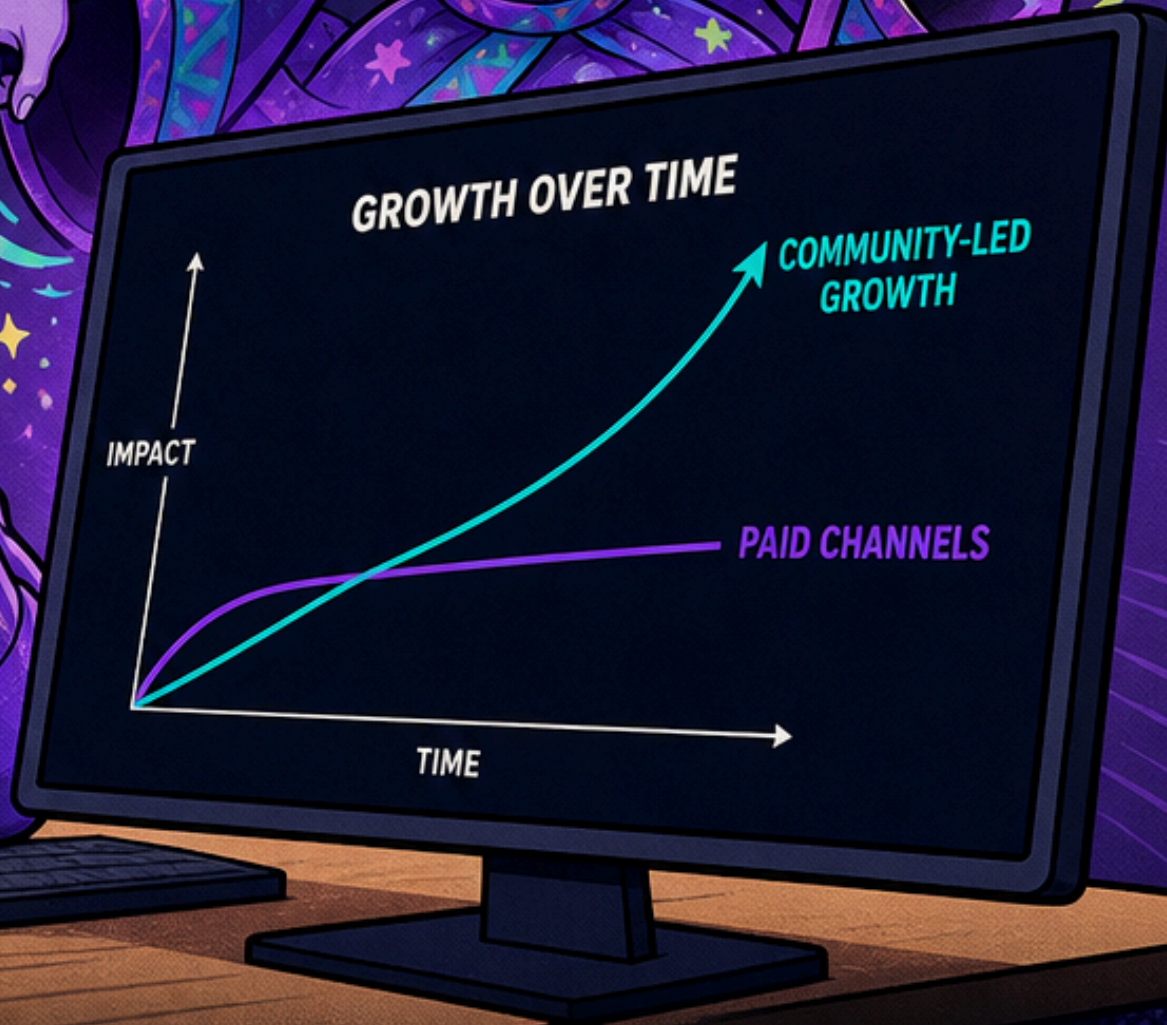 GROWTH OVER TIME
COMMUNITY-LED
GROWTH
IMPACT
PAID CHANNELS
TIME